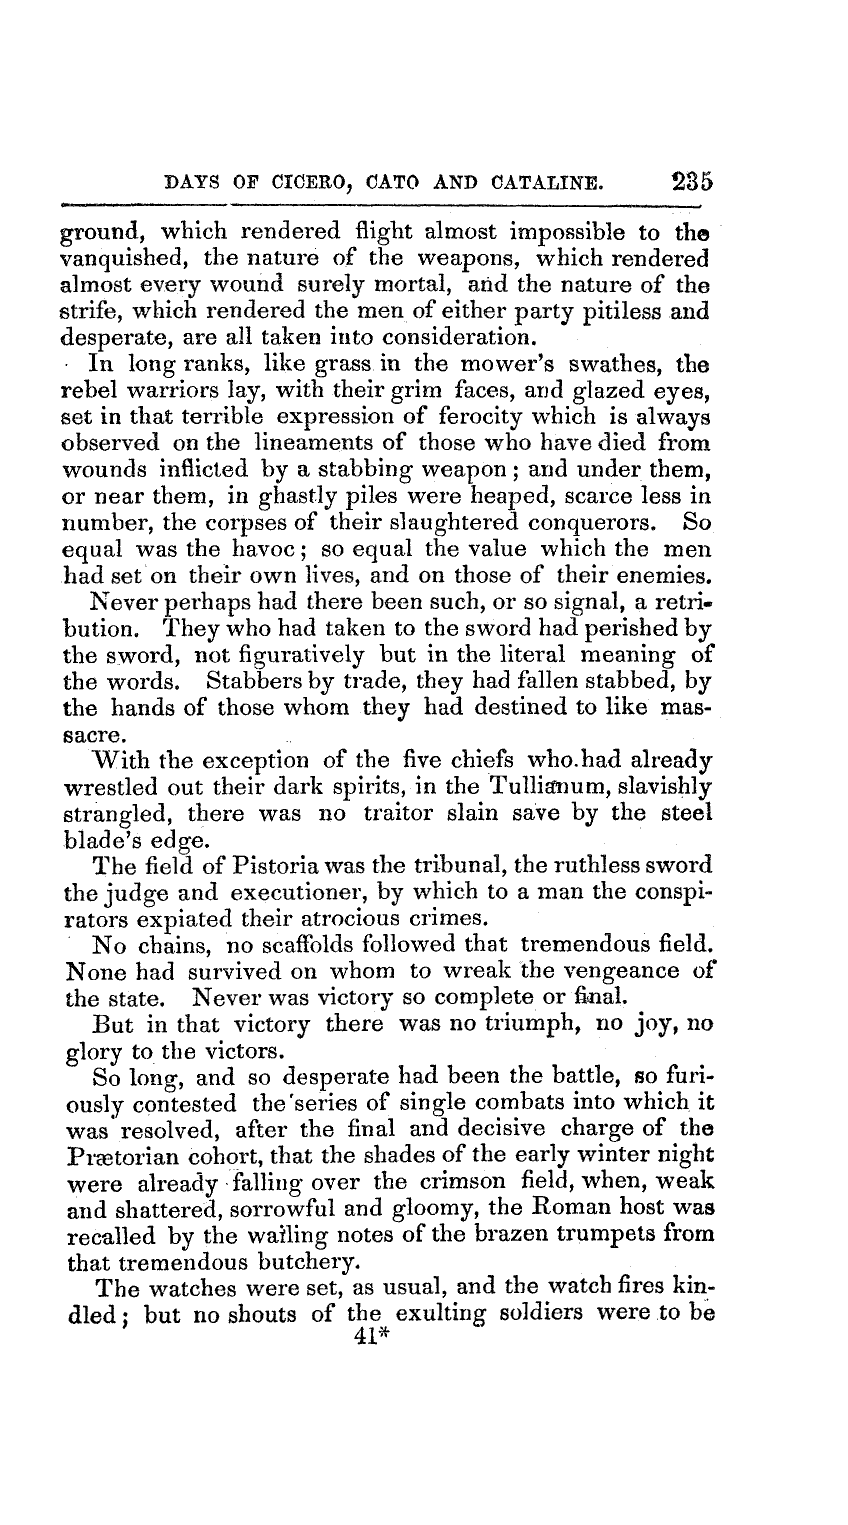 DAYS OF CICERO, CATO AND CATALINE. 235
ground, which rendered flight almost impossible to the
vanquished, the nature of the weapons, which rendered
almost every wound surely mortal, and the nature of the
strife, which rendered the men of either party pitiless and
desperate, are all taken into consideration.
In long ranks, like grass in the mower's swathes, the
rebel warriors lay, with their grim faces, and glazed eyes,
set in that terrible expression of ferocity which is always
observed on the lineaments of those who have died from
wounds inflicted by a stabbing weapon; and under them,
or near them, in ghastly piles were heaped, scarce less in
number, the corpses of their slaughtered conquerors. So
equal was the havoc; so equal the value which the men
had set on their own lives, and on those of their enemies.
Never perhaps had there been such, or so signal, a retri-
bution. They who had taken to the sword had perished by
the sword, not figuratively but in the literal meaning of
the words. Stabbers by trade, they had fallen stabbed, by
the hands of those whom they had destined to like mas-
sacre.
With the exception of the five chiefs who had already
wrestled out their dark spirits, in the Tullianum, slavishly
strangled, there was no traitor slain save by the steel
blade's edge.
The field of Pistoria was the tribunal, the ruthless sword
the judge and executioner, by which to a man the conspi-
rators expiated their atrocious crimes.
No chains, no scaffolds followed that tremendous field.
None had survived on whom to wreak the vengeance of
the state. Never was victory so complete or final.
But in that victory there was no triumph, no joy, no
glory to the victors.
So long, and so desperate had been the battle, so furi-
ously contested the series of single combats into which it
was resolved, after the final and decisive charge of the
Prætorian cohort, that the shades of the early winter night
were already falling over the crimson field, when, weak
and shattered, sorrowful and gloomy, the Roman host was
recalled by the wailing notes of the brazen trumpets from
that tremendous butchery.
The watches were set, as usual, and the watch fires kin-
dled; but no shouts of the exulting soldiers were to be
41*